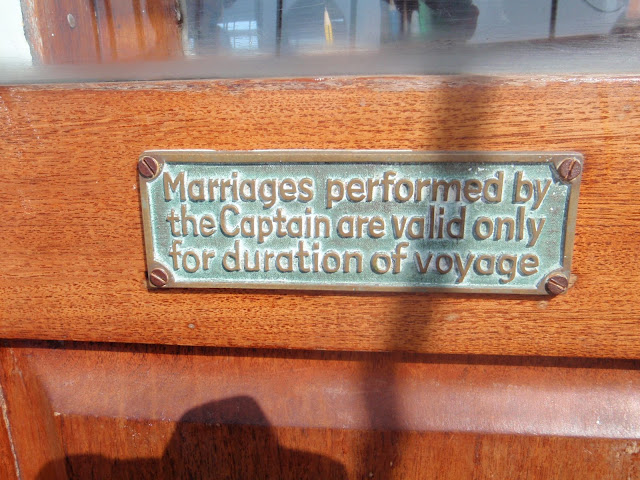 Marriages performed by
the Captain are valid only
for duration of voyage